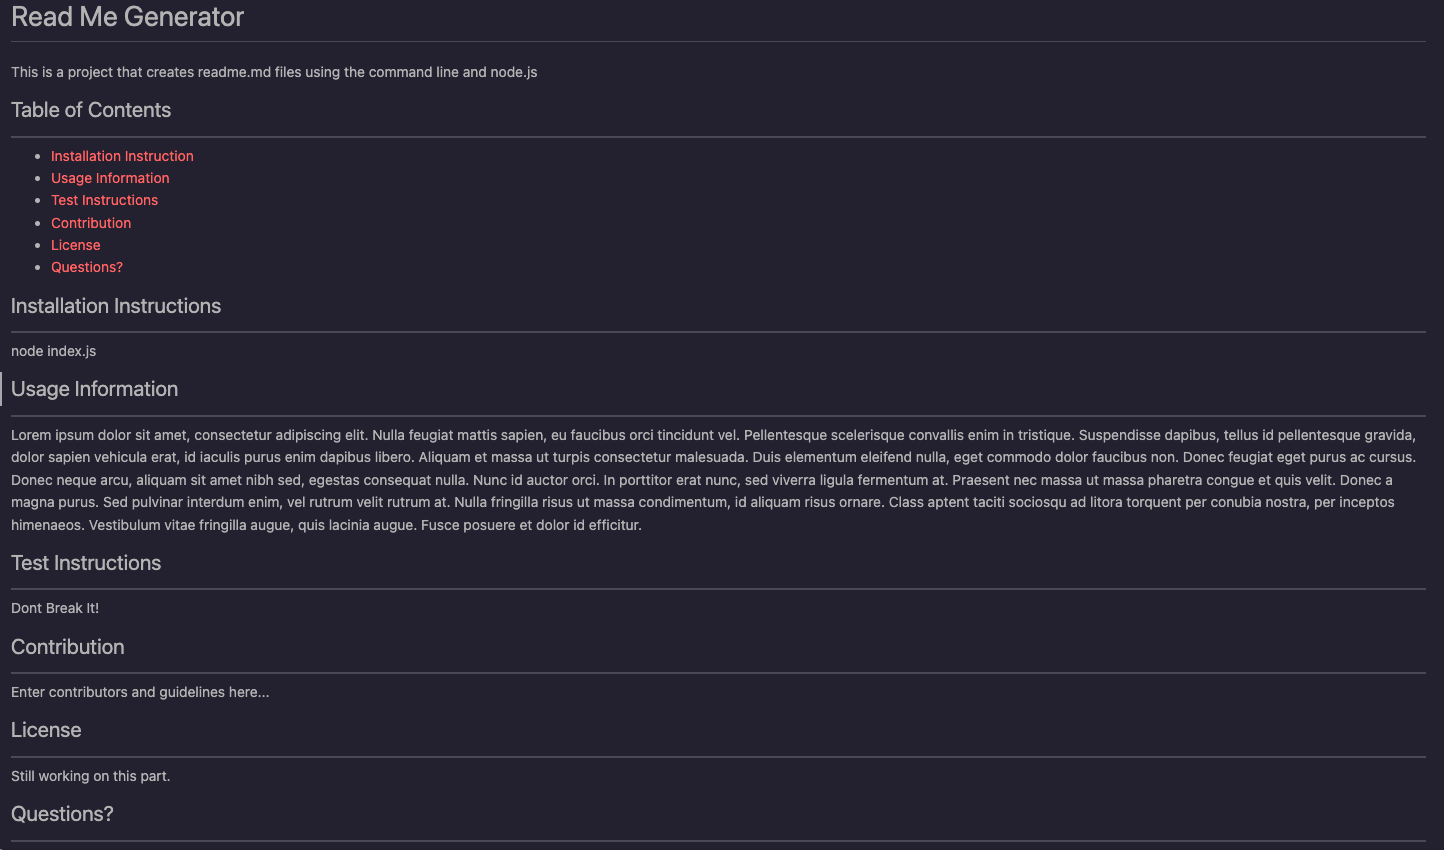 Read Me Generator
This is a project that creates readme.md files using the command line and node.js
Table of Contents
Installation Instruction
Usage Information
Test Instructions
Contribution
License
Questions?
Installation Instructions
node index.js
Usage Information
Lorem ipsum dolor sit amet, consectetur adipiscing elit. Nulla feugiat mattis sapien, eu faucibus orci tincidunt vel. Pellentesque scelerisque convallis enim in tristique. Suspendisse dapibus, tellus id pellentesque gravida,
dolor sapien vehicula erat, id iaculis purus enim dapibus libero. Aliquam et massa ut turpis consectetur malesuada. Duis elementum eleifend nulla, eget commodo dolor faucibus non. Donec feugiat eget purus ac cursus.
Donec neque arcu, aliquam sit amet nibh sed, egestas consequat nulla. Nunc id auctor orci. In porttitor erat nunc, sed viverra ligula fermentum at. Praesent nec massa ut massa pharetra congue et quis velit. Donec a
magna purus. Sed pulvinar interdum enim, vel rutrum velit rutrum at. Nulla fringilla risus ut massa condimentum, id aliquam risus ornare. Class aptent taciti sociosqu ad litora torquent per conubia nostra, per inceptos
himenaeos. Vestibulum vitae fringilla augue, quis lacinia augue. Fusce posuere et dolor id efficitur.
Test Instructions
Dont Break It!
Contribution
Enter contributors and guidelines here...
License
Still working on this part.
Questions?